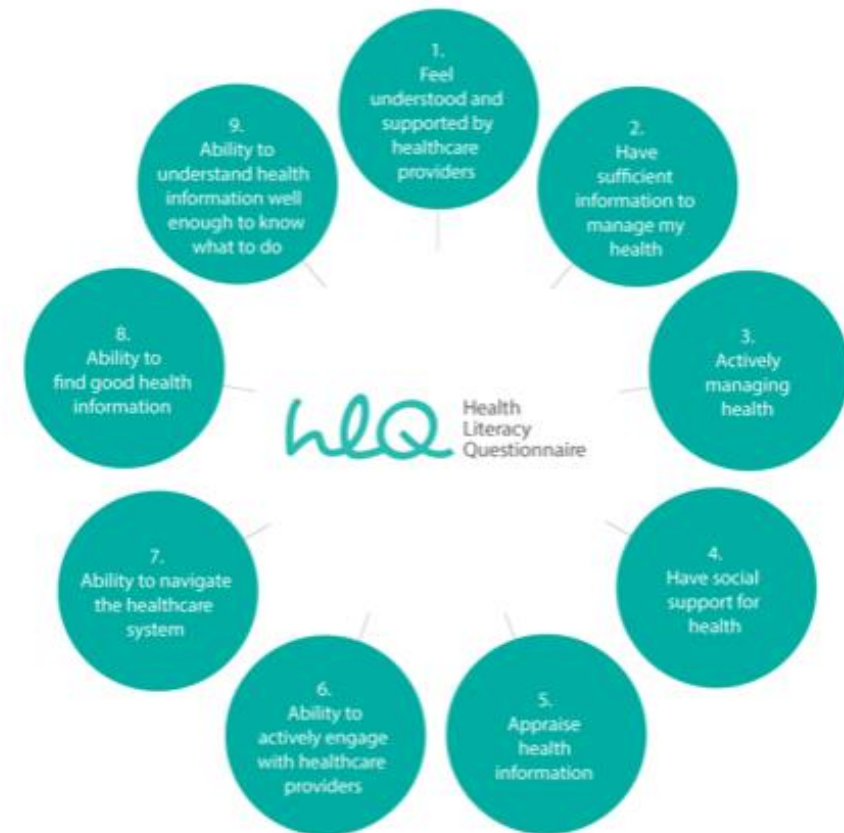 1.
Feel
understood and
supported by
healthcare
providers
2.
Have
sufficient
information to
manage my
health
3.
Actively
managing
health
4.
Have social
support for
health
5.
Appraise
health
information
6.
Ability to
actively engage
with healthcare
providers
7.
Ability to navigate
the healthcare
system
8.
Ability to
find good health
information
9.
Ability to
understand health
information well
enough to know
what to do
hlQ
Health
Literacy
Questionnaire